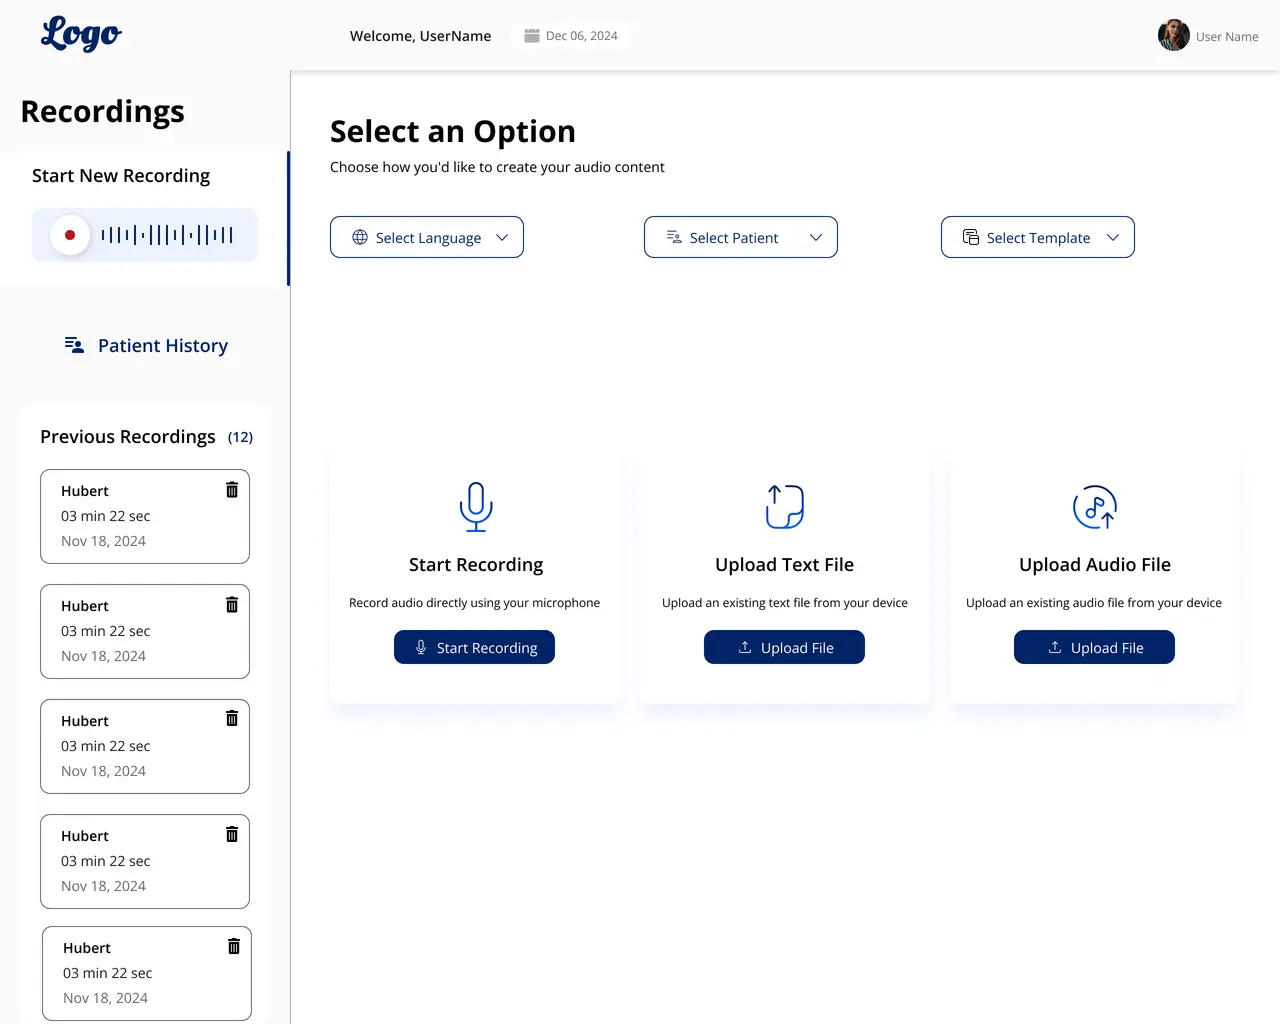 Logo
Welcome, UserName
Dec 06, 2024
User Name
Recordings
Start New Recording
Patient History
Previous Recordings (12)
Hubert
03 min 22 sec
Nov 18, 2024
Hubert
03 min 22 sec
Nov 18, 2024
Hubert
03 min 22 sec
Nov 18, 2024
Hubert
03 min 22 sec
Nov 18, 2024
Hubert
03 min 22 sec
Nov 18, 2024
Select an Option
Choose how you'd like to create your audio content
Select Language
Select Patient
Select Template
Start Recording
Record audio directly using your microphone
Start Recording
Upload Text File
Upload an existing text file from your device
Upload File
Upload Audio File
Upload an existing audio file from your device
Upload File